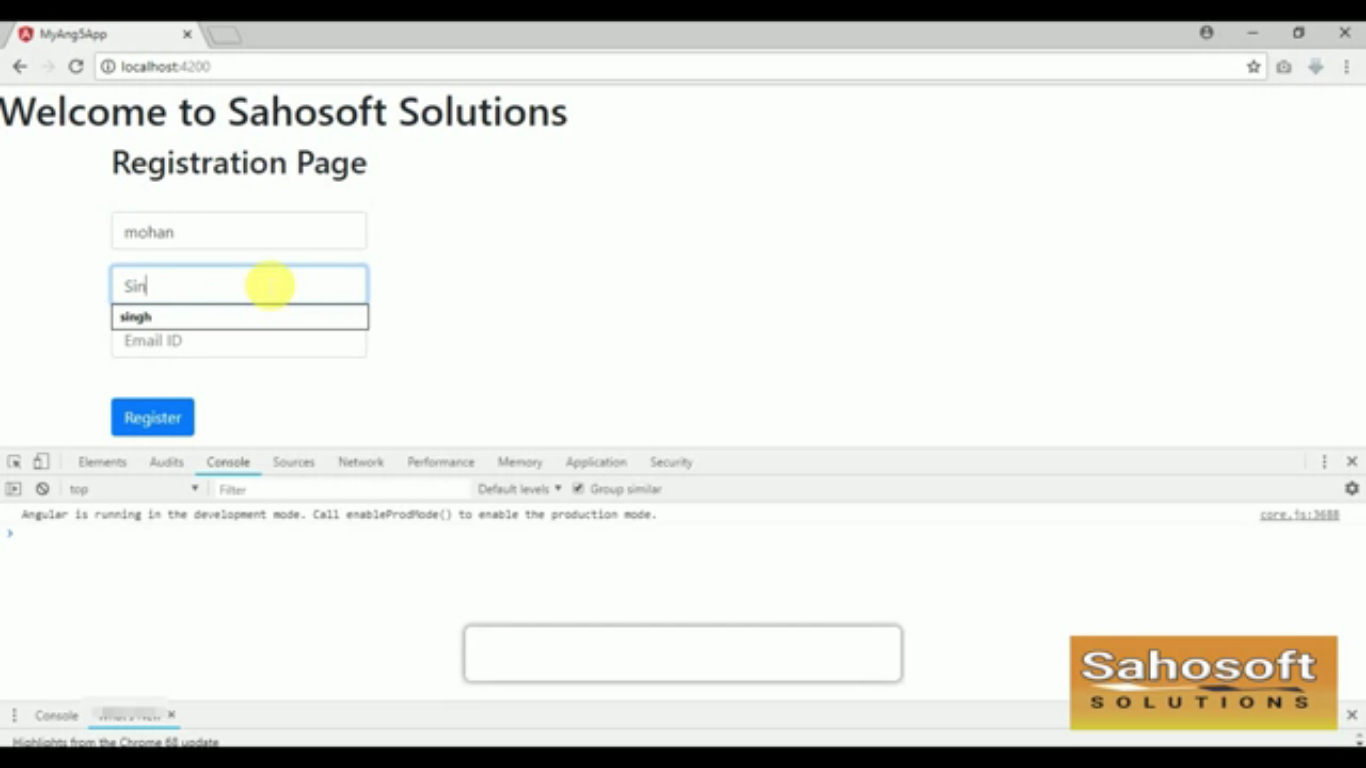 MyAng5App
localhost:4200
Welcome to Sahosoft Solutions
Registration Page
mohan
Sin
singh
Email ID
Register
Elements Audits Console Sources Network Performance Memory Application Security
top Filter Default levels Group similar
Angular is running in the development mode. Call enableProdMode() to enable the production mode. core.js:3688
Sahosoft
SOLUTIONS
Console What's New
Highlights from the Chrome 68 update